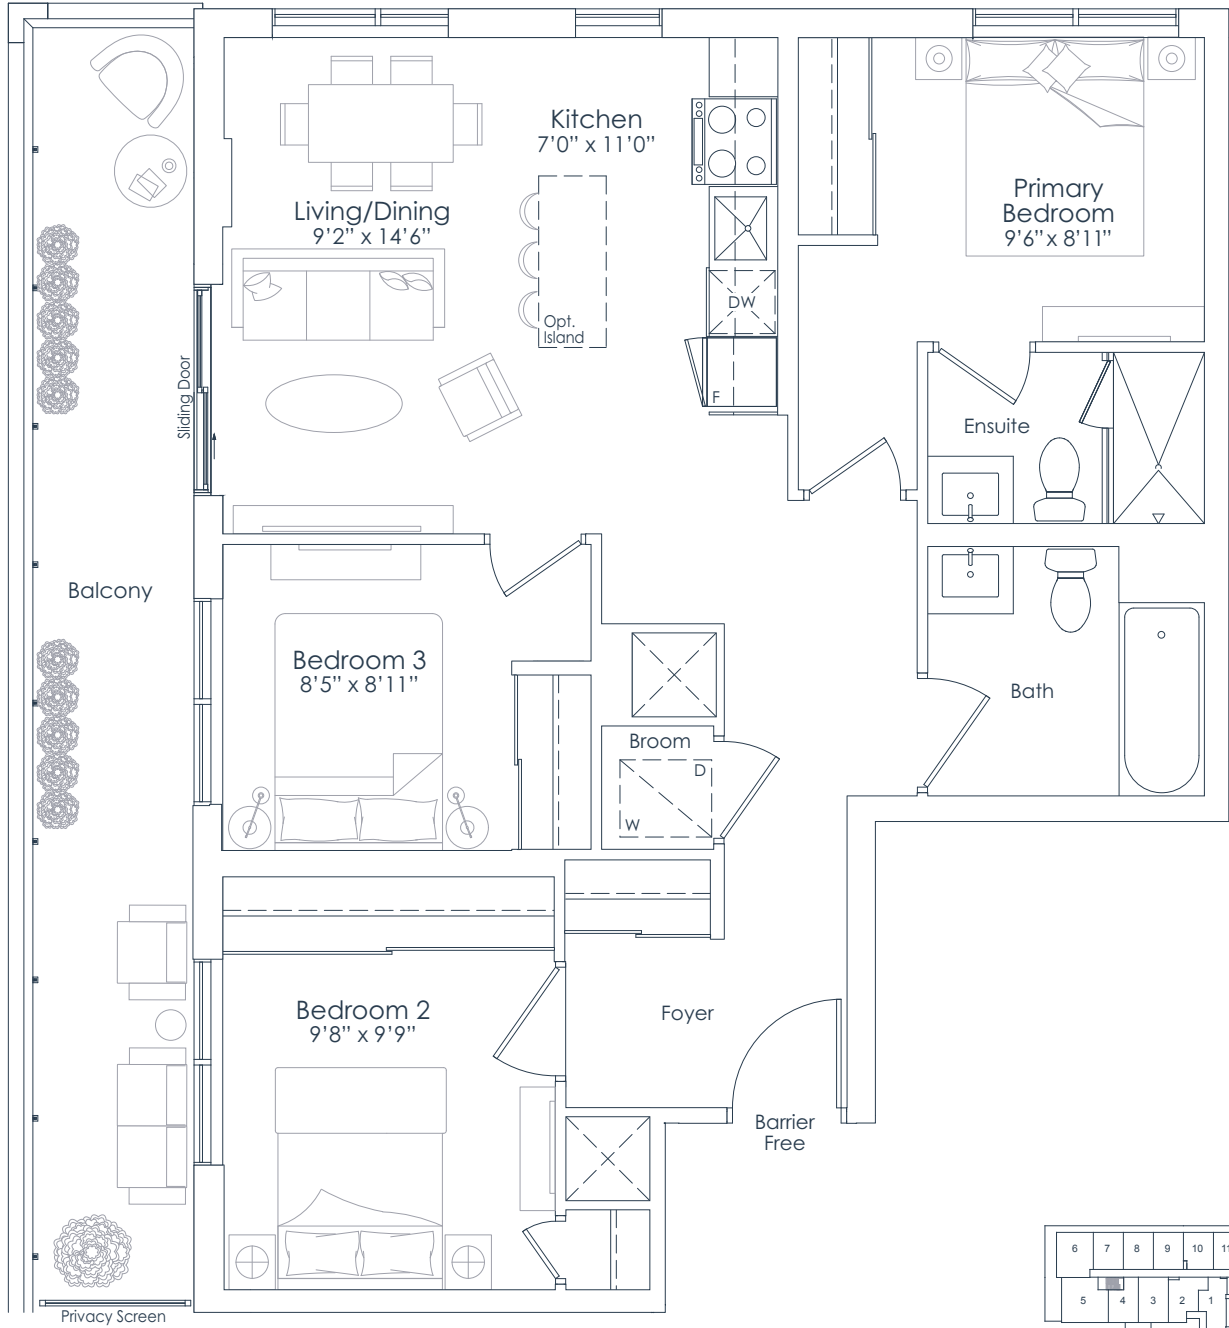 Kitchen
7’0” x 11’0”
Living/Dining
9’2” x 14’6”
Primary
Bedroom
9’6” x 8’11”
Opt.
Island
DW
F
Sliding Door
Ensuite
Balcony
Bedroom 3
8’5” x 8’11”
Bath
Broom
D
W
Bedroom 2
9’8” x 9’9”
Foyer
Barrier
Free
Privacy Screen
6 7 8 9 10 11
5 4 3 2 1